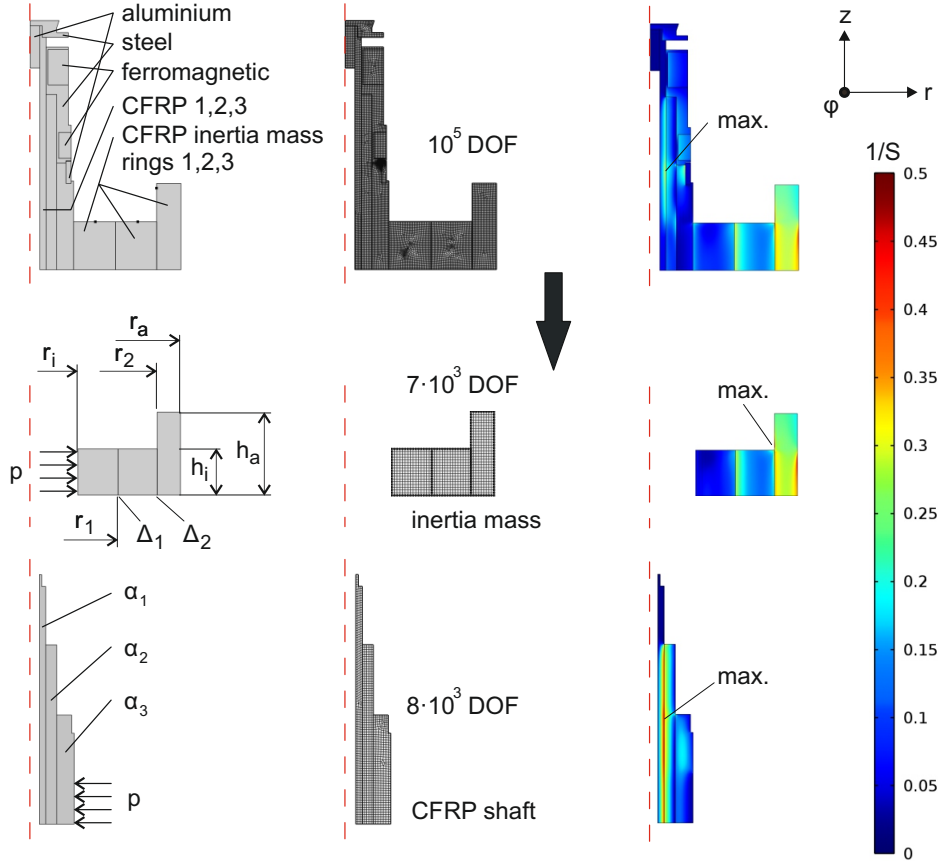 aluminium
steel
ferromagnetic
CFRP 1,2,3
CFRP inertia mass
rings 1,2,3
10⁵ DOF
max.
z
φ
r
1/S
0.5
0.45
0.4
0.35
0.3
0.25
0.2
0.15
0.1
0.05
0
rₐ
rᵢ
r₂
p
hᵢ
hₐ
r₁
Δ₁
Δ₂
7·10³ DOF
inertia mass
max.
α₁
α₂
α₃
p
8·10³ DOF
CFRP shaft
max.